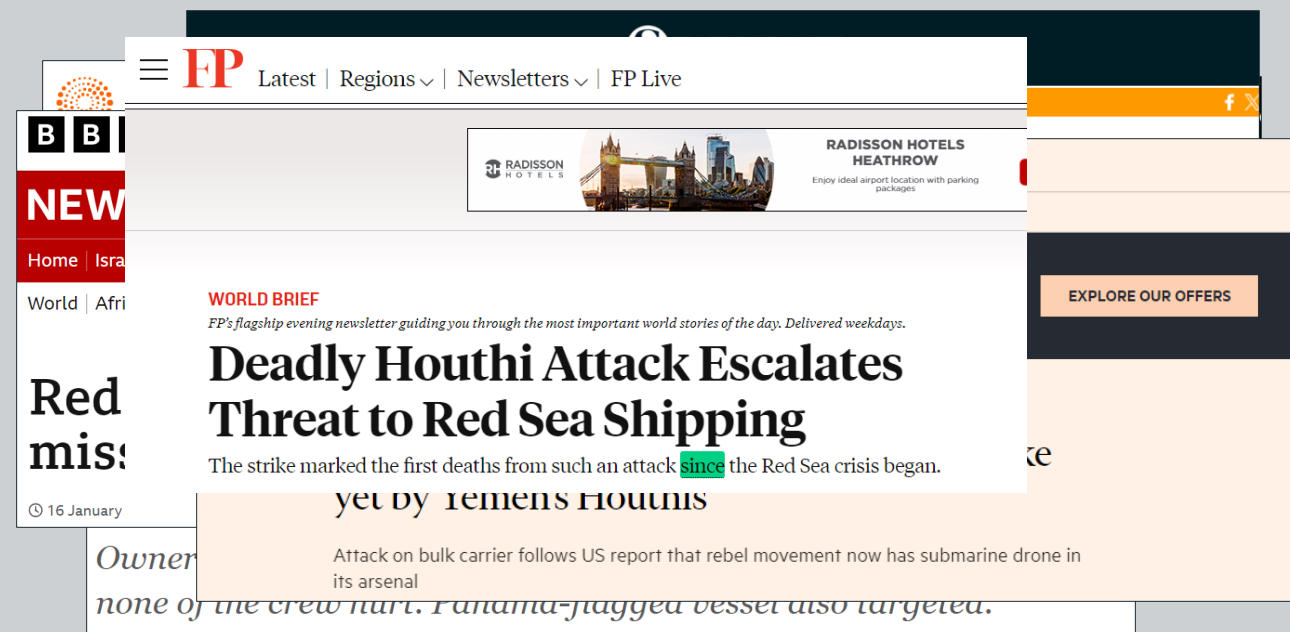 FP Latest Regions Newsletters FP Live
B B
RADISSON HOTELS
RADISSON HOTELS
HEATHROW
Enjoy ideal airport location with parking
packages
NEW
Home Isra
World Afri
EXPLORE OUR OFFERS
WORLD BRIEF
FP's flagship evening newsletter guiding you through the most important world stories of the day. Delivered weekdays.
Deadly Houthi Attack Escalates
Threat to Red Sea Shipping
The strike marked the first deaths from such an attack since the Red Sea crisis began.
Red
miss
16 January
ke
yet by Yemen's Houthis
Attack on bulk carrier follows US report that rebel movement now has submarine drone in
its arsenal
Owner
none of the crew hurt. Panama-flagged vessel also targeted.